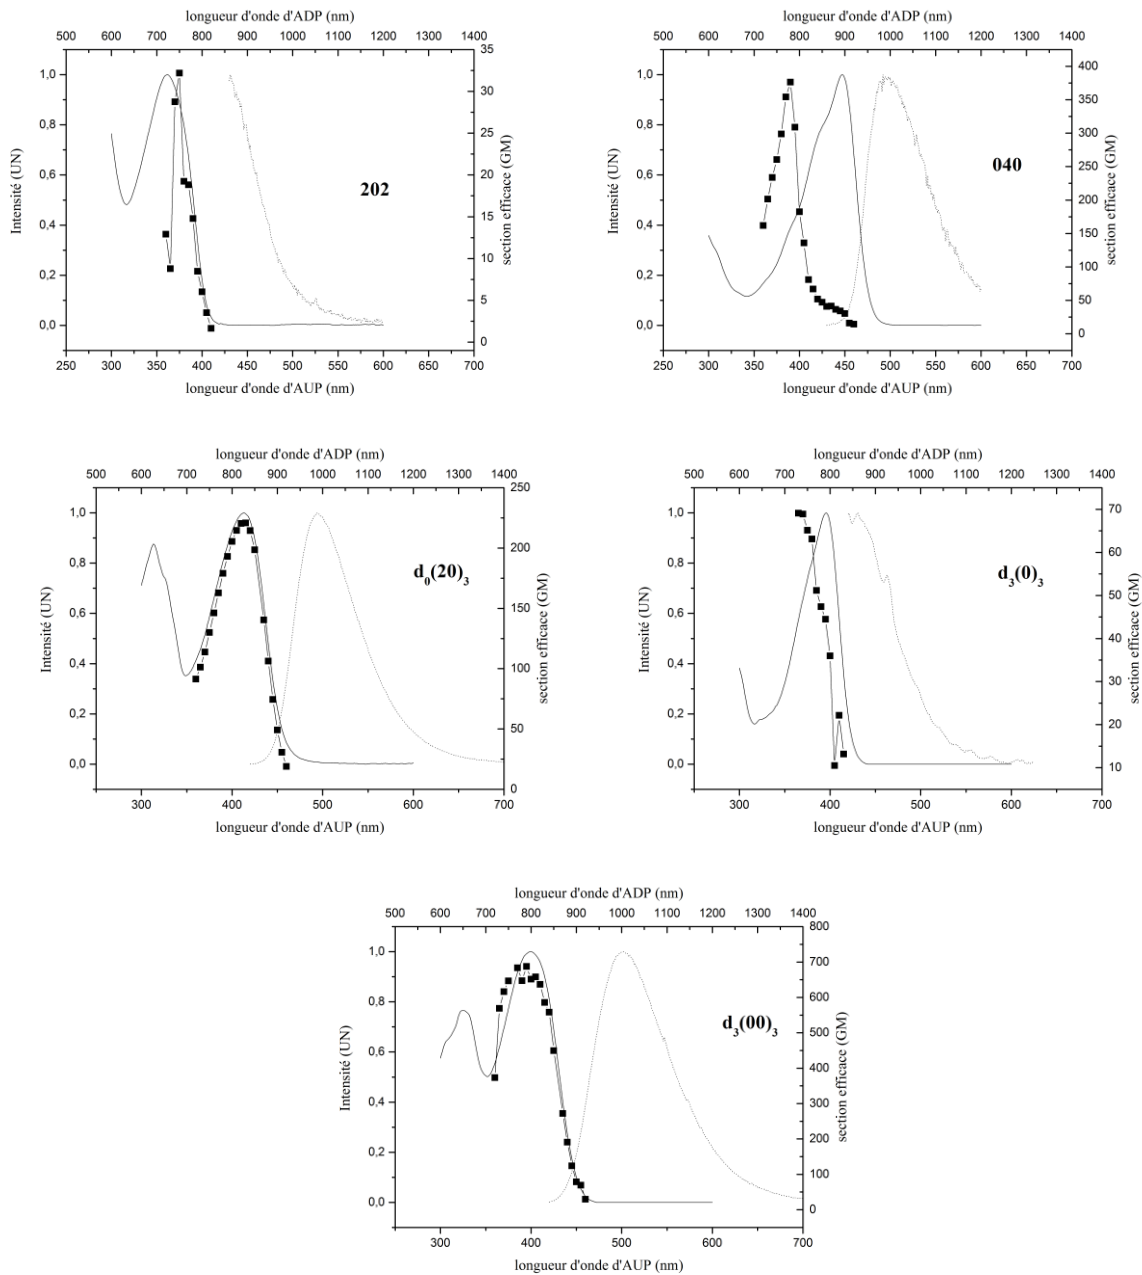 longueur d'onde d'ADP (nm)
500 600 700 800 900 1000 1100 1200 1300 1400
1,0
0,8
0,6
0,4
0,2
0,0
Intensité (UN)
202
35
30
25
20
15
10
5
0
section efficace (GM)
250 300 350 400 450 500 550 600 650 700
longueur d'onde d'AUP (nm)
longueur d'onde d'ADP (nm)
500 600 700 800 900 1000 1100 1200 1300 1400
1,0
0,8
0,6
0,4
0,2
0,0
Intensité (UN)
040
400
350
300
250
200
150
100
50
0
section efficace (GM)
250 300 350 400 450 500 550 600 650 700
longueur d'onde d'AUP (nm)
longueur d'onde d'ADP (nm)
500 600 700 800 900 1000 1100 1200 1300 1400
1,0
0,8
0,6
0,4
0,2
0,0
Intensité (UN)
d0(20)3
250
200
150
100
50
0
section efficace (GM)
300 400 500 600 700
longueur d'onde d'AUP (nm)
longueur d'onde d'ADP (nm)
500 600 700 800 900 1000 1100 1200 1300 1400
1,0
0,8
0,6
0,4
0,2
0,0
Intensité (UN)
d3(0)3
70
60
50
40
30
20
10
section efficace (GM)
300 400 500 600 700
longueur d'onde d'AUP (nm)
longueur d'onde d'ADP (nm)
500 600 700 800 900 1000 1100 1200 1300 1400
1,0
0,8
0,6
0,4
0,2
0,0
Intensité (UN)
d3(00)3
800
700
600
500
400
300
200
100
0
section efficace (GM)
300 400 500 600 700
longueur d'onde d'AUP (nm)